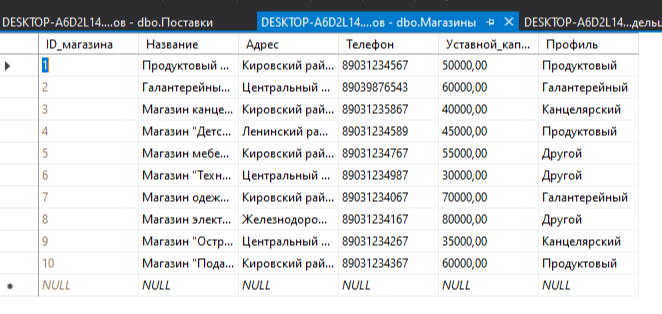 DESKTOP-A6D2L14....ов - dbo.Поставки DESKTOP-A6D2L14....ов - dbo.Магазины DESKTOP-A6D2L14...дель
ID_магазина Название Адрес Телефон Уставной_кап... Профиль
1 Продуктовый ... Кировский рай... 89031234567 50000,00 Продуктовый
2 Галантерейны... Центральный ... 89039876543 60000,00 Галантерейный
3 Магазин канце... Кировский рай... 89031235867 40000,00 Канцелярский
4 Магазин "Детс... Ленинский ра... 89031234589 45000,00 Продуктовый
5 Магазин мебе... Кировский рай... 89031234767 55000,00 Другой
6 Магазин "Техн... Центральный ... 89031234987 30000,00 Другой
7 Магазин одеж... Кировский рай... 89031234067 70000,00 Галантерейный
8 Магазин элект... Железнодоро... 89031234167 80000,00 Другой
9 Магазин "Остр... Центральный ... 89031234267 35000,00 Канцелярский
10 Магазин "Пода... Кировский рай... 89031234367 60000,00 Продуктовый
NULL NULL NULL NULL NULL NULL